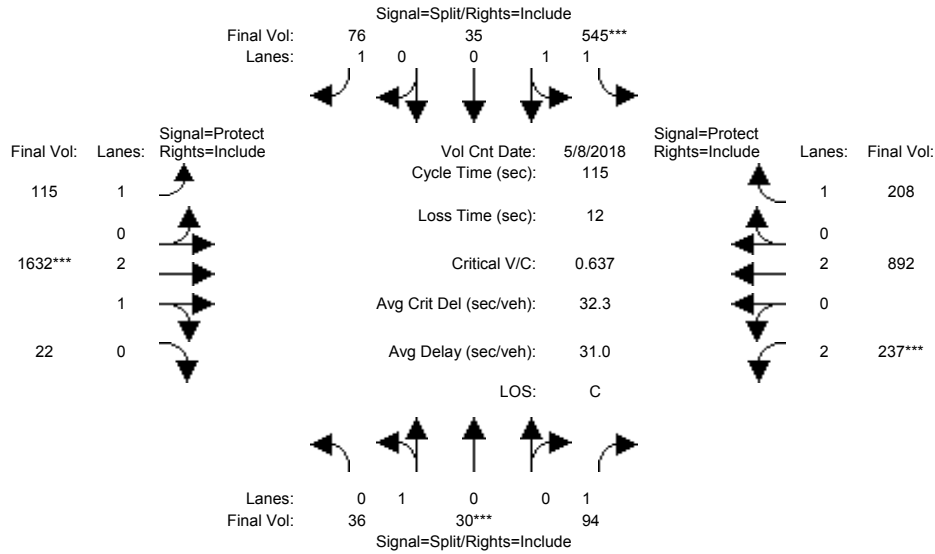 Signal=Split/Rights=Include
Final Vol: 76 35 545***
Lanes: 1 0 0 1 1
Signal=Protect Signal=Protect
Final Vol: Lanes: Rights=Include Vol Cnt Date: 5/8/2018 Rights=Include Lanes: Final Vol:
Cycle Time (sec): 115
115 1 1 208
Loss Time (sec): 12
0 0
1632*** 2 Critical V/C: 0.637 2 892
1 Avg Crit Del (sec/veh): 32.3 0
22 0 Avg Delay (sec/veh): 31.0 2 237***
LOS: C
Lanes: 0 1 0 0 1
Final Vol: 36 30*** 94
Signal=Split/Rights=Include